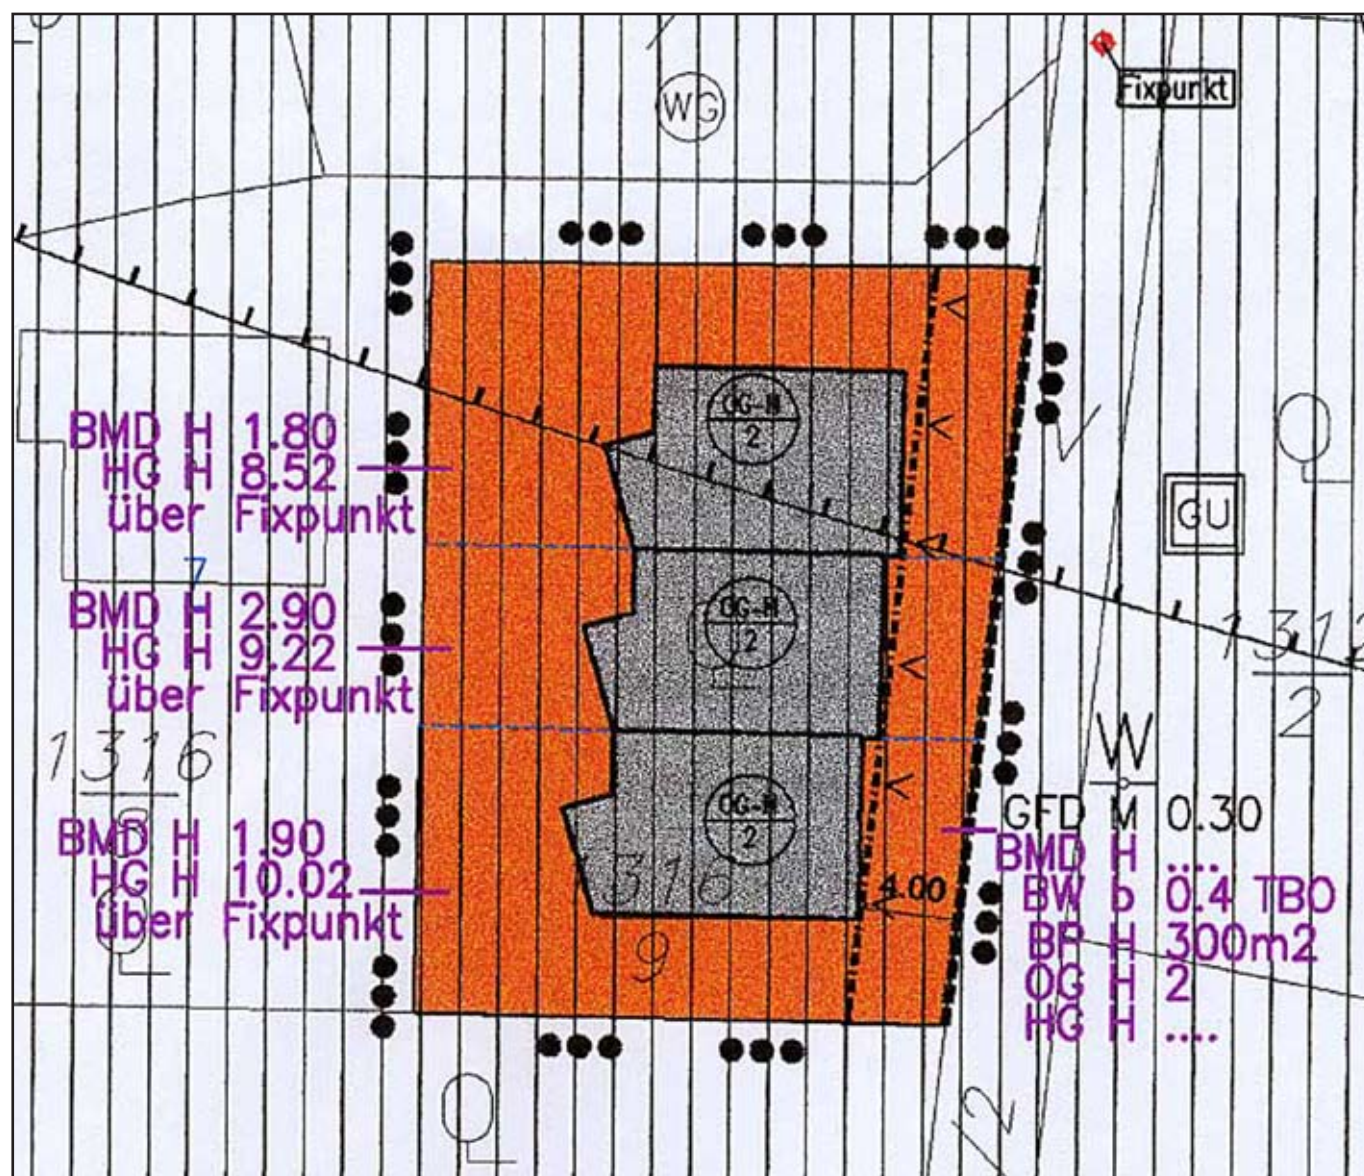 WG
Fixpunkt
BMD H 1.80
HG H 8.52
über Fixpunkt
OG-H
2
GU
7
BMD H 2.90
HG H 9.22
über Fixpunkt
OG-H
2
1312
2
1316
W
BMD H 1.90
HG H 10.02
über Fixpunkt
OG-H
2
1316
9
4.00
GFD M 0.30
BMD H ....
BW b 0.4 TBO
BP H 300m2
OG H 2
HG H ....
12